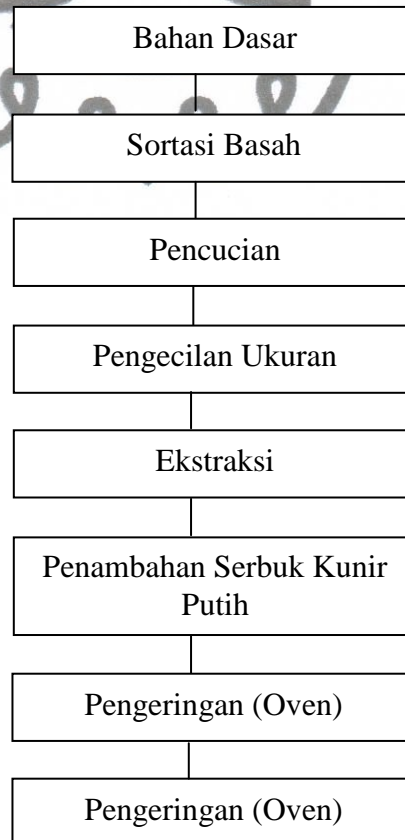 Bahan Dasar
Sortasi Basah
Pencucian
Pengecilan Ukuran
Ekstraksi
Penambahan Serbuk Kunir
Putih
Pengeringan (Oven)
Pengeringan (Oven)